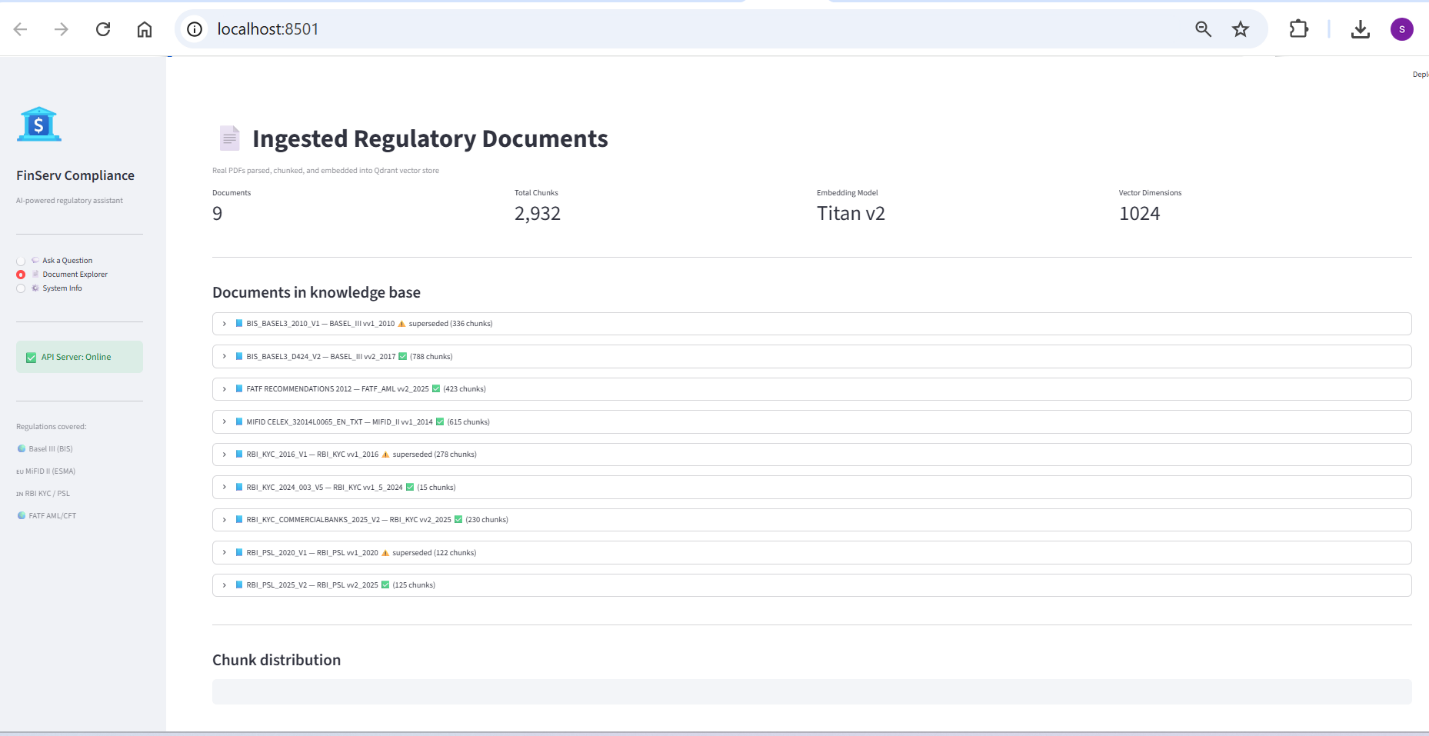 localhost:8501
S
Depl
$
FinServ Compliance
AI-powered regulatory assistant
Ask a Question
Document Explorer
System Info
API Server: Online
Regulations covered:
Basel III (BIS)
EU MiFID II (ESMA)
IN RBI KYC / PSL
FATF AML/CFT
Ingested Regulatory Documents
Real PDFs parsed, chunked, and embedded into Qdrant vector store
Documents
9
Total Chunks
2,932
Embedding Model
Titan v2
Vector Dimensions
1024
Documents in knowledge base
BIS_BASEL3_2010_V1 — BASEL_III vv1_2010 ⚠️ superseded (336 chunks)
BIS_BASEL3_D424_V2 — BASEL_III vv2_2017 ✅ (788 chunks)
FATF RECOMMENDATIONS 2012 — FATF_AML vv2_2025 ✅ (423 chunks)
MIFID CELEX_32014L0065_EN_TXT — MIFID_II vv1_2014 ✅ (615 chunks)
RBI_KYC_2016_V1 — RBI_KYC vv1_2016 ⚠️ superseded (278 chunks)
RBI_KYC_2024_003_V5 — RBI_KYC vv1_5_2024 ✅ (15 chunks)
RBI_KYC_COMMERCIALBANKS_2025_V2 — RBI_KYC vv2_2025 ✅ (230 chunks)
RBI_PSL_2020_V1 — RBI_PSL vv1_2020 ⚠️ superseded (122 chunks)
RBI_PSL_2025_V2 — RBI_PSL vv2_2025 ✅ (125 chunks)
Chunk distribution